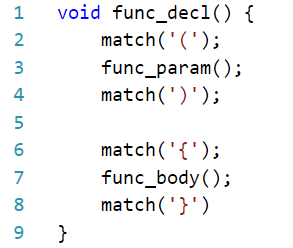 1 void func_decl() {
2     match('(');
3     func_param();
4     match(')');
5
6     match('{');
7     func_body();
8     match('}')
9 }